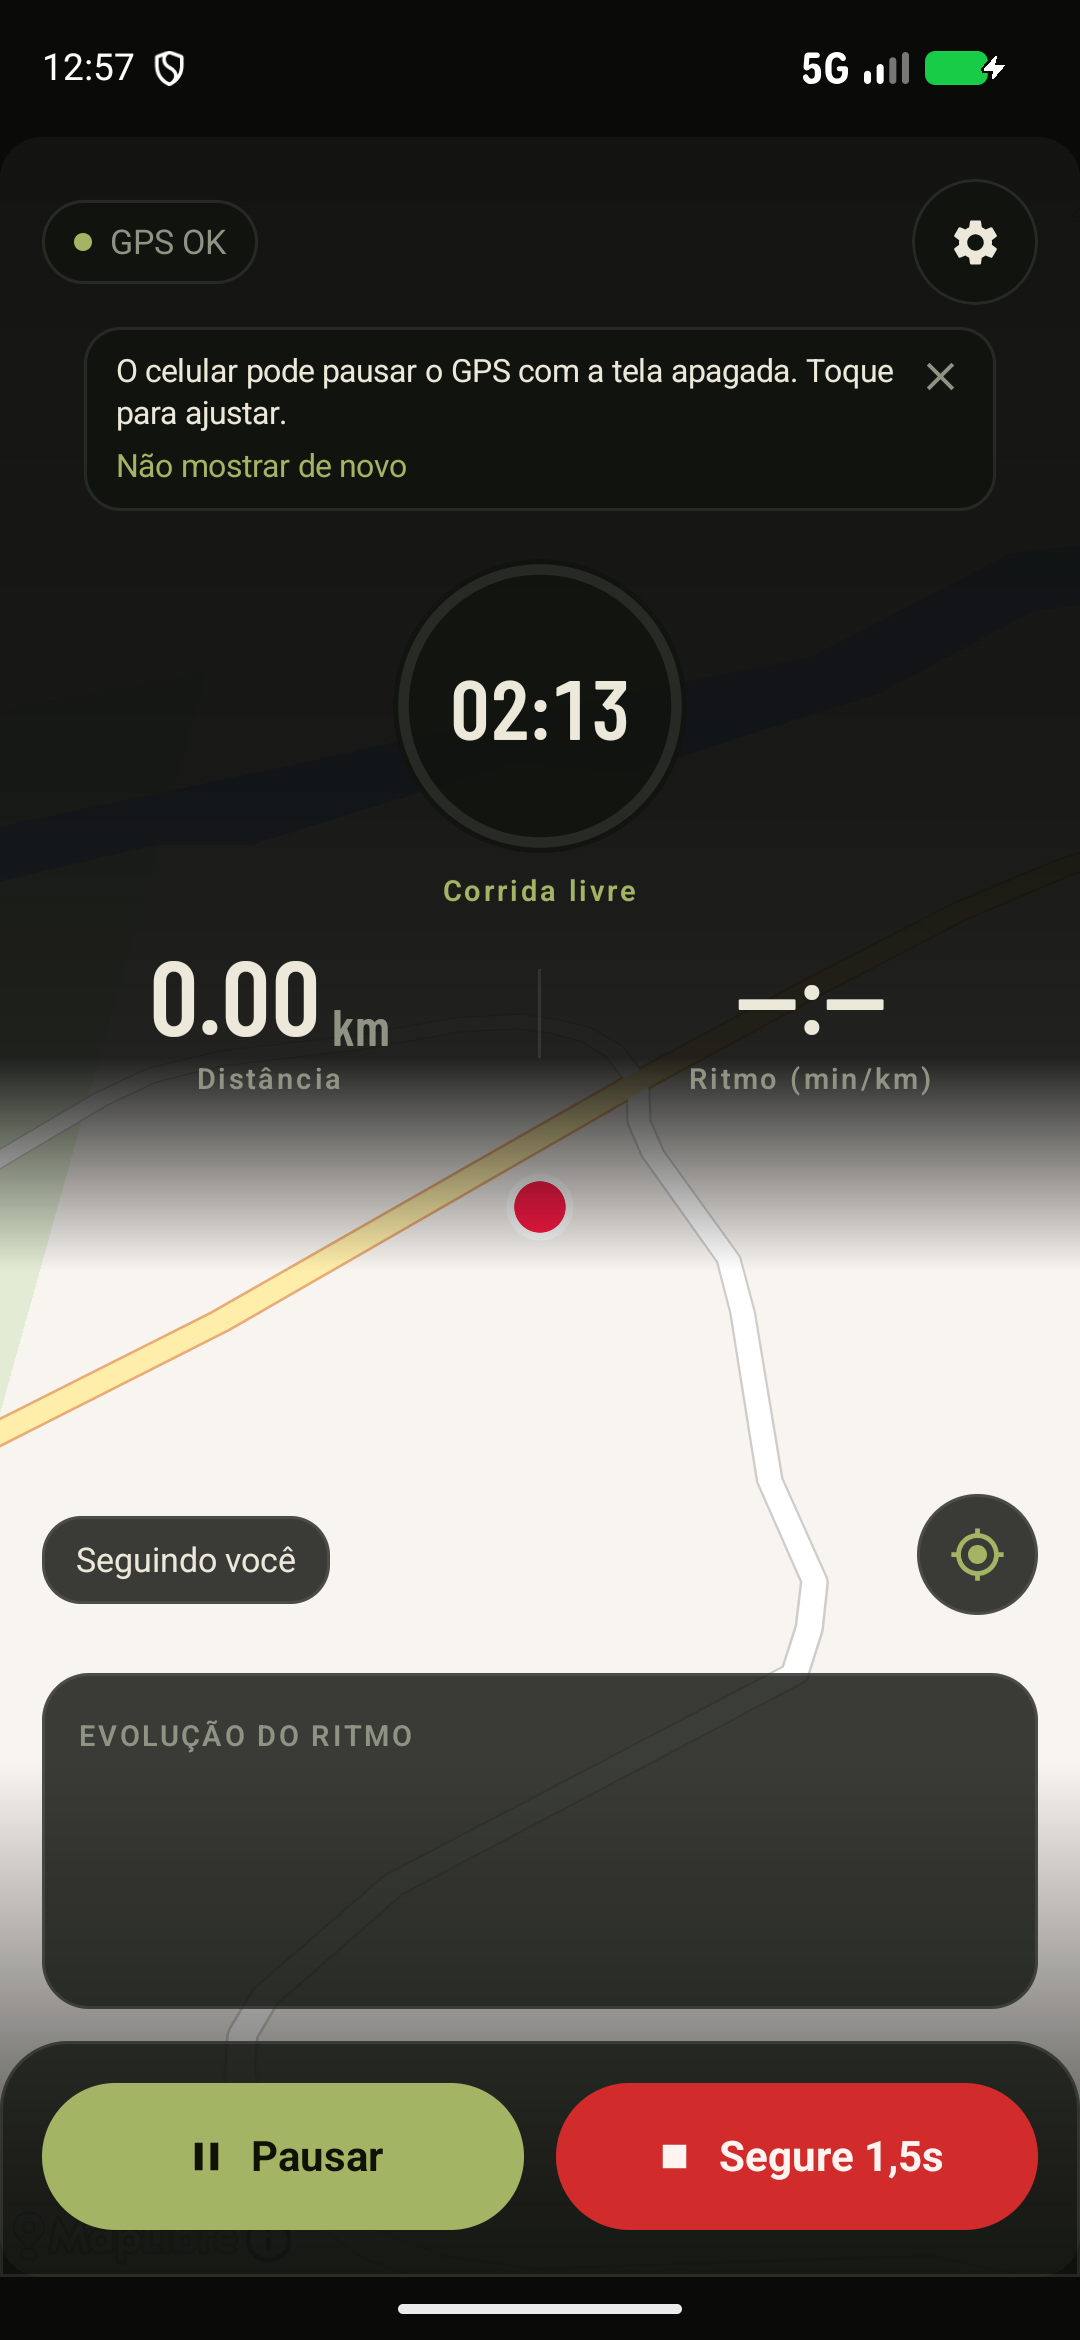 12:57
5G
GPS OK
O celular pode pausar o GPS com a tela apagada. Toque
para ajustar.
Não mostrar de novo
02:13
Corrida livre
0.00 km
—:—
Distância
Ritmo (min/km)
Seguindo você
EVOLUÇÃO DO RITMO
Pausar
Segure 1,5s
MapLibre